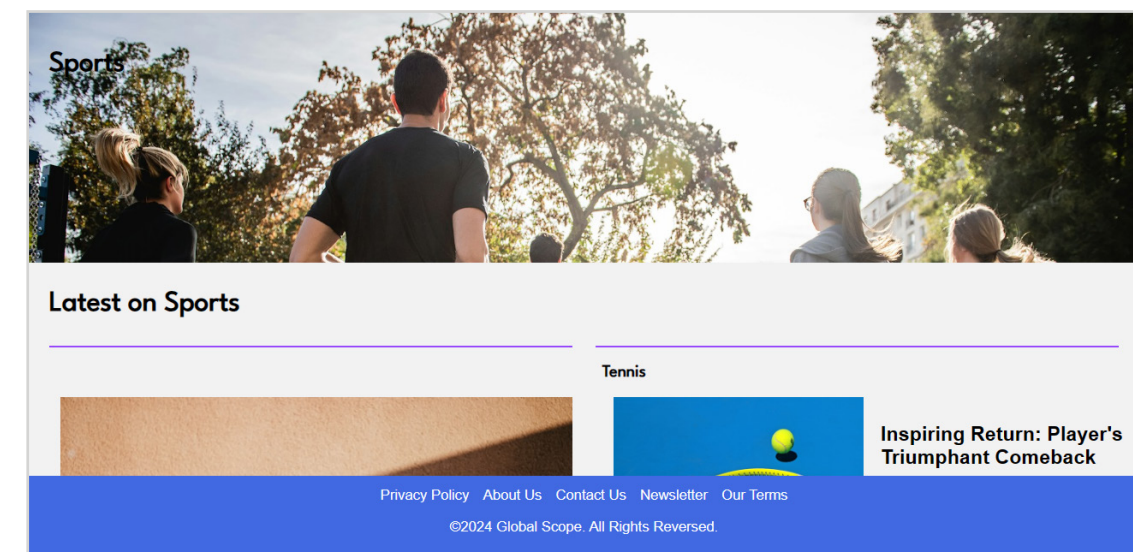 Sports
Latest on Sports
Tennis
Inspiring Return: Player's
Triumphant Comeback
Privacy Policy About Us Contact Us Newsletter Our Terms
©2024 Global Scope. All Rights Reversed.